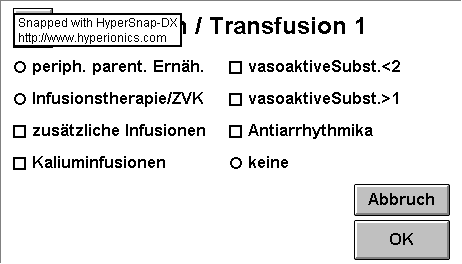 Snapped with HyperSnap-DX
http://www.hyperionics.com
/ Transfusion 1
periph. parent. Ernäh.
vasoaktiveSubst.<2
Infusionstherapie/ZVK
vasoaktiveSubst.>1
zusätzliche Infusionen
Antiarrhythmika
Kaliuminfusionen
keine
Abbruch
OK